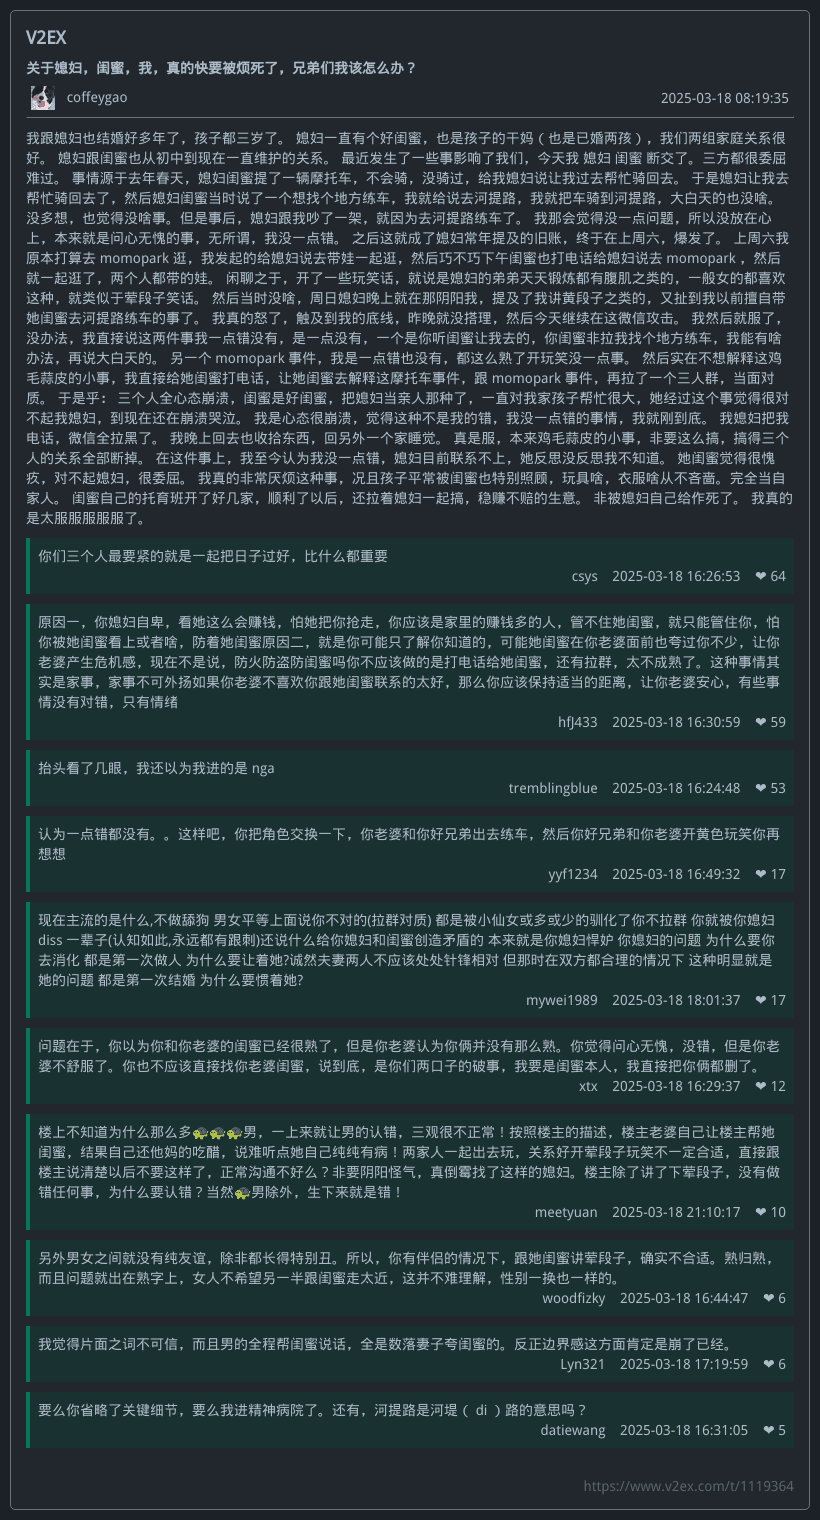 V2EX
关于媳妇，闺蜜，我，真的快要被烦死了，兄弟们我该怎么办？
coffeygao 2025-03-18 08:19:35
我跟媳妇也结婚好多年了，孩子都三岁了。 媳妇一直有个好闺蜜，也是孩子的干妈（也是已婚两孩），我们两组家庭关系很
好。 媳妇跟闺蜜也从初中到现在一直维护的关系。 最近发生了一些事影响了我们，今天我 媳妇 闺蜜 断交了。三方都很委屈
难过。 事情源于去年春天，媳妇闺蜜提了一辆摩托车，不会骑，没骑过，给我媳妇说让我过去帮忙骑回去。 于是媳妇让我去
帮忙骑回去了，然后媳妇闺蜜当时说了一个想找个地方练车，我就给说去河提路，我就把车骑到河提路，大白天的也没啥。
没多想，也觉得没啥事。但是事后，媳妇跟我吵了一架，就因为去河提路练车了。 我那会觉得没一点问题，所以没放在心
上，本来就是问心无愧的事，无所谓，我没一点错。 之后这就成了媳妇常年提及的旧账，终于在上周六，爆发了。 上周六我
原本打算去 momopark 逛，我发起的给媳妇说去带娃一起逛，然后巧不巧下午闺蜜也打电话给媳妇说去 momopark ，然后
就一起逛了，两个人都带的娃。 闲聊之于，开了一些玩笑话，就说是媳妇的弟弟天天锻炼都有腹肌之类的，一般女的都喜欢
这种，就类似于荤段子笑话。 然后当时没啥，周日媳妇晚上就在那阴阳我，提及了我讲黄段子之类的，又扯到我以前擅自带
她闺蜜去河提路练车的事了。 我真的怒了，触及到我的底线，昨晚就没搭理，然后今天继续在这微信攻击。 我然后就服了，
没办法，我直接说这两件事我一点错没有，是一点没有，一个是你听闺蜜让我去的，你闺蜜非拉我找个地方练车，我能有啥
办法，再说大白天的。 另一个 momopark 事件，我是一点错也没有，都这么熟了开玩笑没一点事。 然后实在不想解释这鸡
毛蒜皮的小事，我直接给她闺蜜打电话，让她闺蜜去解释这摩托车事件，跟 momopark 事件，再拉了一个三人群，当面对
质。 于是乎： 三个人全心态崩溃，闺蜜是好闺蜜，把媳妇当亲人那种了，一直对我家孩子帮忙很大，她经过这个事觉得很对
不起我媳妇，到现在还在崩溃哭泣。 我是心态很崩溃，觉得这种不是我的错，我没一点错的事情，我就刚到底。 我媳妇把我
电话，微信全拉黑了。 我晚上回去也收拾东西，回另外一个家睡觉。 真是服，本来鸡毛蒜皮的小事，非要这么搞，搞得三个
人的关系全部断掉。 在这件事上，我至今认为我没一点错，媳妇目前联系不上，她反思没反思我不知道。 她闺蜜觉得很愧
疚，对不起媳妇，很委屈。 我真的非常厌烦这种事，况且孩子平常被闺蜜也特别照顾，玩具啥，衣服啥从不吝啬。完全当自
家人。 闺蜜自己的托育班开了好几家，顺利了以后，还拉着媳妇一起搞，稳赚不赔的生意。 非被媳妇自己给作死了。 我真的
是太服服服服服了。
你们三个人最要紧的就是一起把日子过好，比什么都重要
csys 2025-03-18 16:26:53 ❤ 64
原因一，你媳妇自卑，看她这么会赚钱，怕她把你抢走，你应该是家里的赚钱多的人，管不住她闺蜜，就只能管住你，怕
你被她闺蜜看上或者啥，防着她闺蜜原因二，就是你可能只了解你知道的，可能她闺蜜在你老婆面前也夸过你不少，让你
老婆产生危机感，现在不是说，防火防盗防闺蜜吗你不应该做的是打电话给她闺蜜，还有拉群，太不成熟了。这种事情其
实是家事，家事不可外扬如果你老婆不喜欢你跟她闺蜜联系的太好，那么你应该保持适当的距离，让你老婆安心，有些事
情没有对错，只有情绪
hfJ433 2025-03-18 16:30:59 ❤ 59
抬头看了几眼，我还以为我进的是 nga
tremblingblue 2025-03-18 16:24:48 ❤ 53
认为一点错都没有。。这样吧，你把角色交换一下，你老婆和你好兄弟出去练车，然后你好兄弟和你老婆开黄色玩笑你再
想想
yyf1234 2025-03-18 16:49:32 ❤ 17
现在主流的是什么,不做舔狗 男女平等上面说你不对的(拉群对质) 都是被小仙女或多或少的驯化了你不拉群 你就被你媳妇
diss 一辈子(认知如此,永远都有跟刺)还说什么给你媳妇和闺蜜创造矛盾的 本来就是你媳妇悍妒 你媳妇的问题 为什么要你
去消化 都是第一次做人 为什么要让着她?诚然夫妻两人不应该处处针锋相对 但那时在双方都合理的情况下 这种明显就是
她的问题 都是第一次结婚 为什么要惯着她?
mywei1989 2025-03-18 18:01:37 ❤ 17
问题在于，你以为你和你老婆的闺蜜已经很熟了，但是你老婆认为你俩并没有那么熟。你觉得问心无愧，没错，但是你老
婆不舒服了。你也不应该直接找你老婆闺蜜，说到底，是你们两口子的破事，我要是闺蜜本人，我直接把你俩都删了。
xtx 2025-03-18 16:29:37 ❤ 12
楼上不知道为什么那么多🐢🐢🐢男，一上来就让男的认错，三观很不正常！按照楼主的描述，楼主老婆自己让楼主帮她
闺蜜，结果自己还他妈的吃醋，说难听点她自己纯纯有病！两家人一起出去玩，关系好开荤段子玩笑不一定合适，直接跟
楼主说清楚以后不要这样了，正常沟通不好么？非要阴阳怪气，真倒霉找了这样的媳妇。楼主除了讲了下荤段子，没有做
错任何事，为什么要认错？当然🐢男除外，生下来就是错！
meetyuan 2025-03-18 21:10:17 ❤ 10
另外男女之间就没有纯友谊，除非都长得特别丑。所以，你有伴侣的情况下，跟她闺蜜讲荤段子，确实不合适。熟归熟，
而且问题就出在熟字上，女人不希望另一半跟闺蜜走太近，这并不难理解，性别一换也一样的。
woodfizky 2025-03-18 16:44:47 ❤ 6
我觉得片面之词不可信，而且男的全程帮闺蜜说话，全是数落妻子夸闺蜜的。反正边界感这方面肯定是崩了已经。
Lyn321 2025-03-18 17:19:59 ❤ 6
要么你省略了关键细节，要么我进精神病院了。还有，河提路是河堤（ di ）路的意思吗？
datiewang 2025-03-18 16:31:05 ❤ 5
https://www.v2ex.com/t/1119364